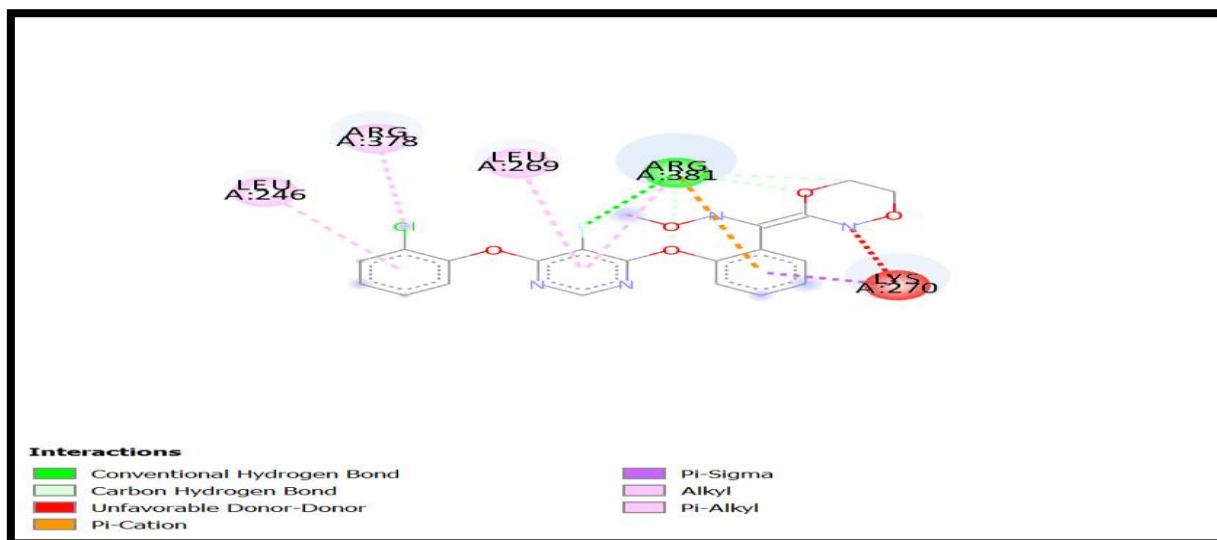 ARG
A:378
LEU
A:269
ARG
A:381
LEU
A:246
O
O
Cl
F
O
N
O
N
O
O
N
N
LYS
A:270
Interactions
Conventional Hydrogen Bond
Carbon Hydrogen Bond
Unfavorable Donor-Donor
Pi-Cation
Pi-Sigma
Alkyl
Pi-Alkyl